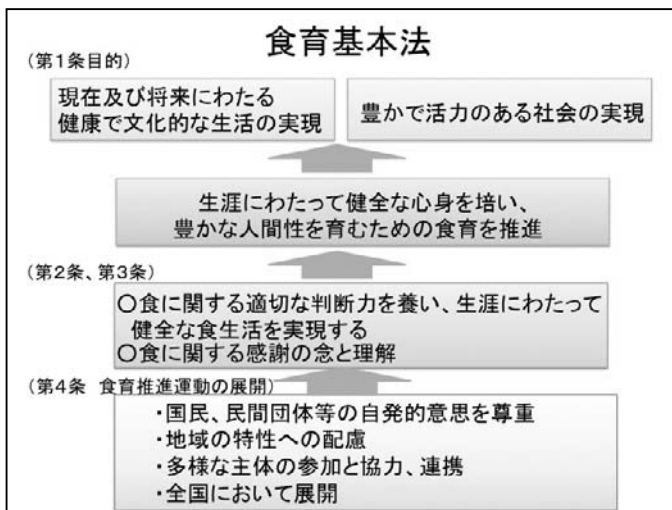 食育基本法
(第1条目的)
現在及び将来にわたる
健康で文化的な生活の実現
豊かで活力のある社会の実現
生涯にわたって健全な心身を培い、
豊かな人間性を育むための食育を推進
(第2条、第3条)
○食に関する適切な判断力を養い、生涯にわたって
健全な食生活を実現する
○食に関する感謝の念と理解
(第4条 食育推進運動の展開)
・国民、民間団体等の自発的意思を尊重
・地域の特性への配慮
・多様な主体の参加と協力、連携
・全国において展開